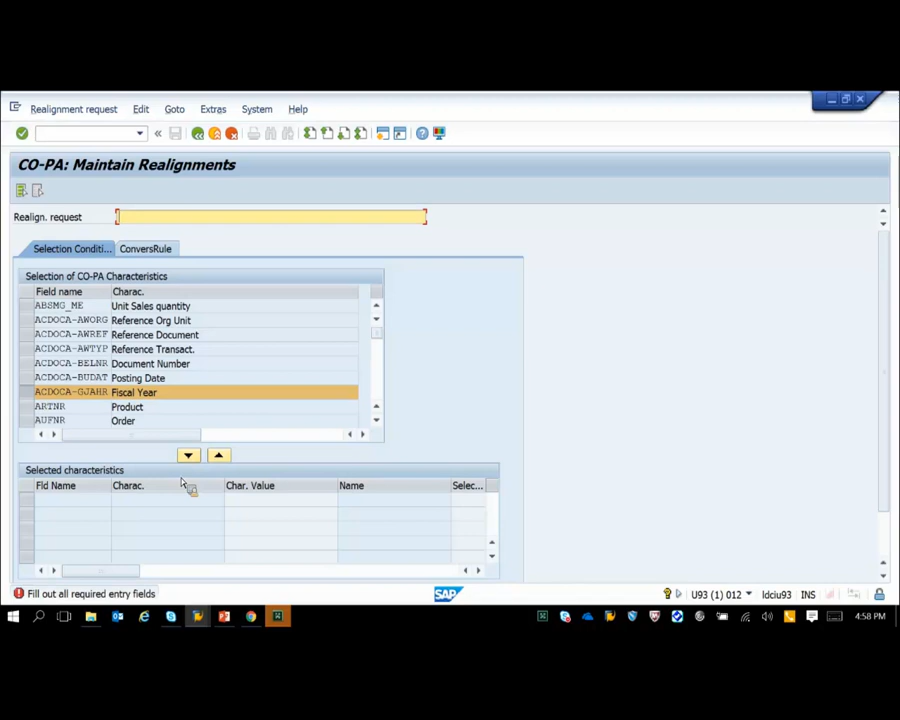 Realignment request Edit Goto Extras System Help
CO-PA: Maintain Realignments
Realign. request
Selection Conditi... ConversRule
Selection of CO-PA Characteristics
Field name Charac.
ABSMG_ME Unit Sales quantity
ACDOCA-AWORG Reference Org Unit
ACDOCA-AWREF Reference Document
ACDOCA-AWTYP Reference Transact.
ACDOCA-BELNR Document Number
ACDOCA-BUDAT Posting Date
ACDOCA-GJAHR Fiscal Year
ARTNR Product
AUFNR Order
Selected characteristics
Fld Name Charac. Char. Value Name Selec...
Fill out all required entry fields SAP U93 (1) 012 ldciu93 INS
4:58 PM